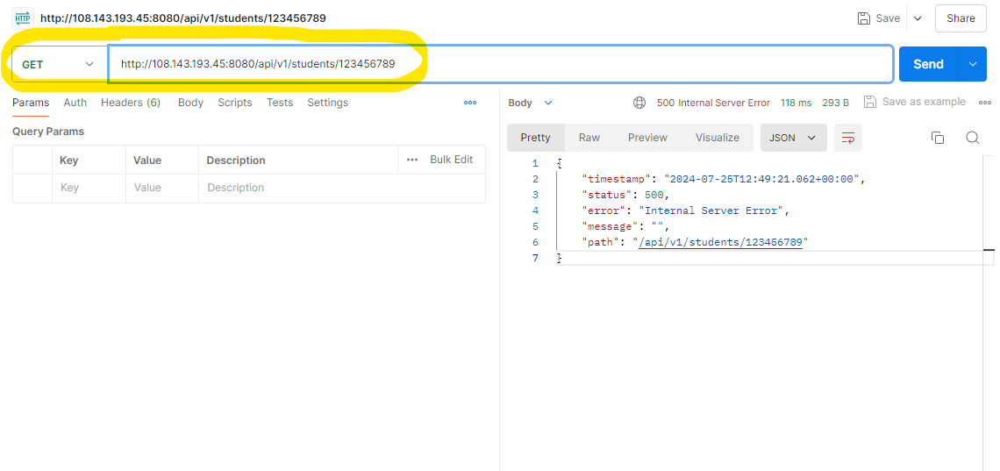 HTTP http://108.143.193.45:8080/api/v1/students/123456789 Save Share
GET http://108.143.193.45:8080/api/v1/students/123456789 Send
Params Auth Headers (6) Body Scripts Tests Settings
Query Params
Key Value Description Bulk Edit
Key Value Description
Body 500 Internal Server Error 118 ms 293 B Save as example
Pretty Raw Preview Visualize JSON
1 {
2 "timestamp": "2024-07-25T12:49:21.062+00:00",
3 "status": 500,
4 "error": "Internal Server Error",
5 "message": "",
6 "path": "/api/v1/students/123456789"
7 }